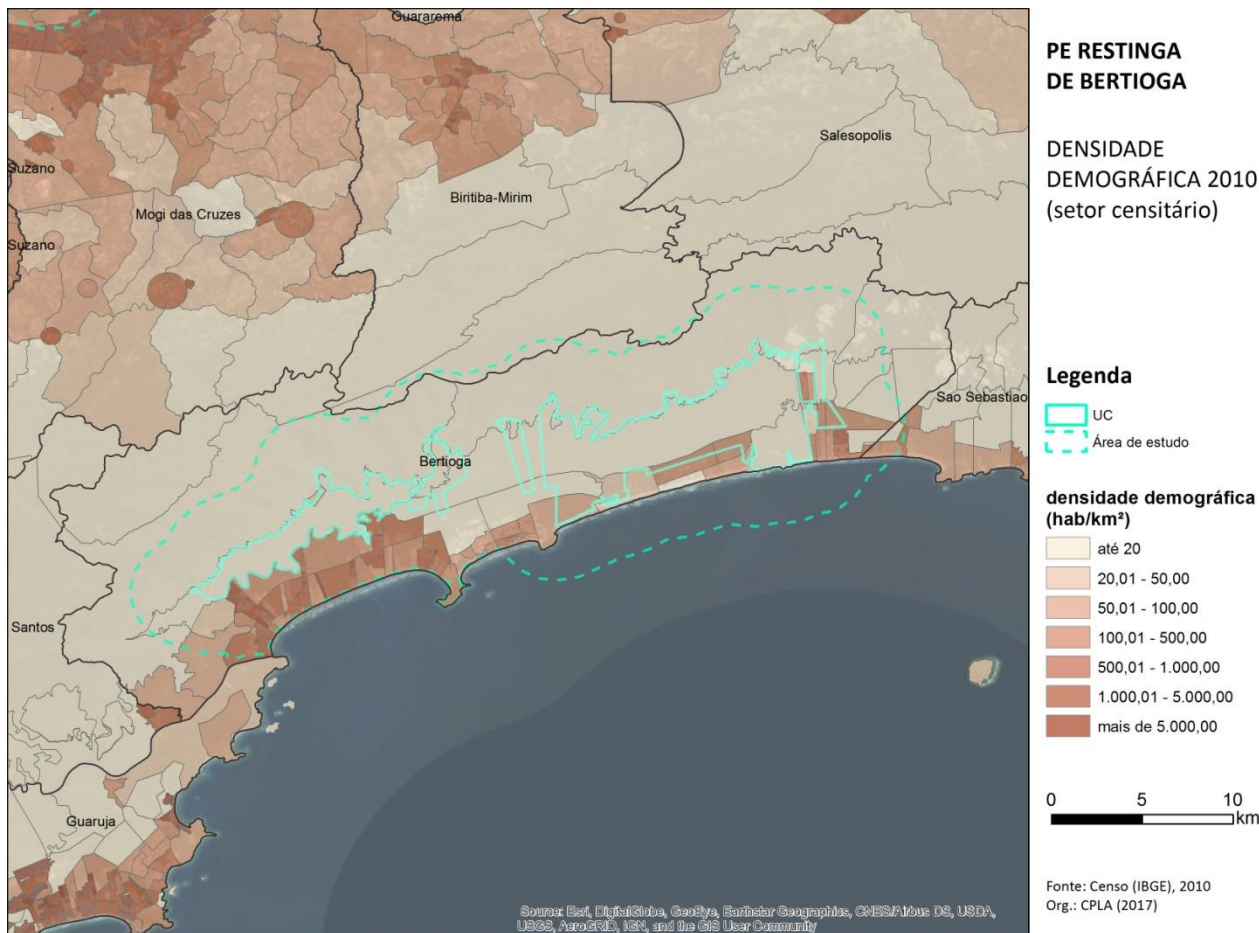 Guararema
Salesopolis
Suzano
Biritiba-Mirim
Mogi das Cruzes
Suzano
Sao Sebastiao
Bertioga
Santos
Guaruja
Source: Esri, DigitalGlobe, GeoEye, Earthstar Geographics, CNES/Airbus DS, USDA,
USGS, AeroGRID, IGN, and the GIS User Community
PE RESTINGA
DE BERTIOGA
DENSIDADE
DEMOGRÁFICA 2010
(setor censitário)
Legenda
UC
Área de estudo
densidade demográfica
(hab/km²)
até 20
20,01 - 50,00
50,01 - 100,00
100,01 - 500,00
500,01 - 1.000,00
1.000,01 - 5.000,00
mais de 5.000,00
0 5 10
km
Fonte: Censo (IBGE), 2010
Org.: CPLA (2017)